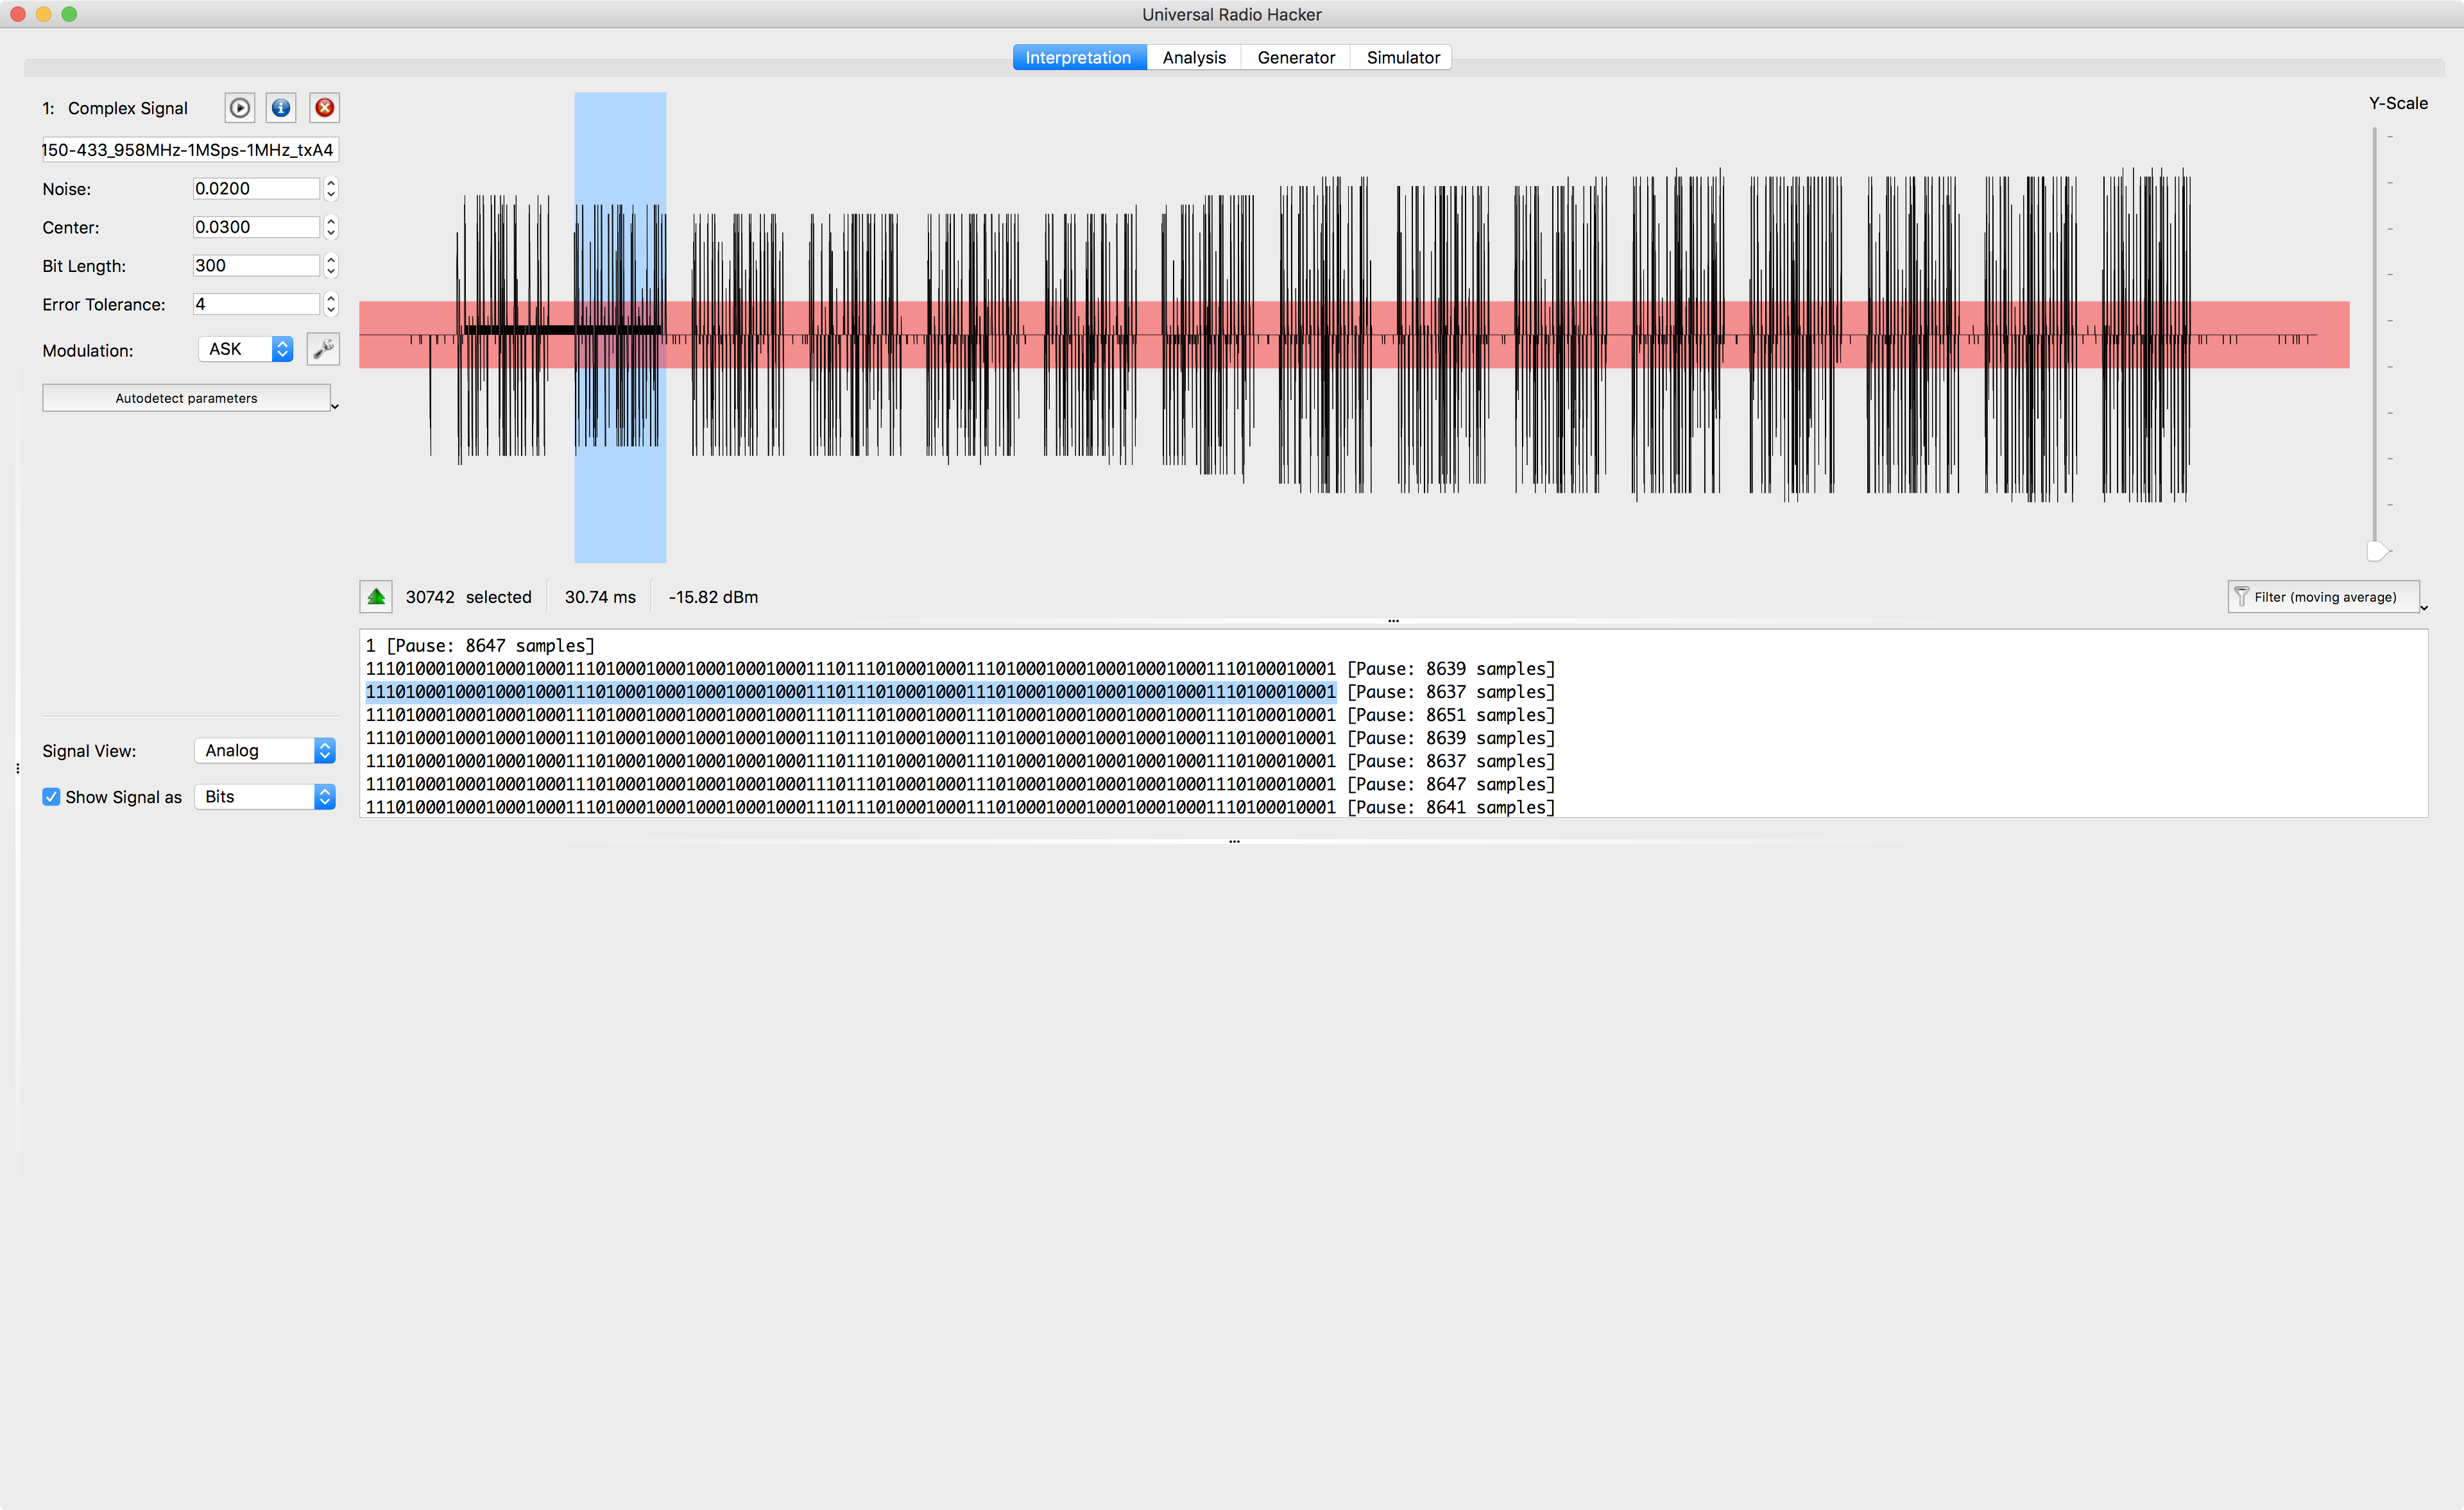 Universal Radio Hacker
Interpretation Analysis Generator Simulator
1: Complex Signal
150-433_958MHz-1MSps-1MHz_txA4
Noise: 0.0200
Center: 0.0300
Bit Length: 300
Error Tolerance: 4
Modulation: ASK
Autodetect parameters
Signal View: Analog
Show Signal as Bits
Y-Scale
30742 selected 30.74 ms -15.82 dBm
Filter (moving average)
1 [Pause: 8647 samples]
1110100010001000100011101000100010001000100011101110100010001110100010001000100010001110100010001 [Pause: 8639 samples]
1110100010001000100011101000100010001000100011101110100010001110100010001000100010001110100010001 [Pause: 8637 samples]
1110100010001000100011101000100010001000100011101110100010001110100010001000100010001110100010001 [Pause: 8651 samples]
1110100010001000100011101000100010001000100011101110100010001110100010001000100010001110100010001 [Pause: 8639 samples]
1110100010001000100011101000100010001000100011101110100010001110100010001000100010001110100010001 [Pause: 8637 samples]
1110100010001000100011101000100010001000100011101110100010001110100010001000100010001110100010001 [Pause: 8647 samples]
1110100010001000100011101000100010001000100011101110100010001110100010001000100010001110100010001 [Pause: 8641 samples]